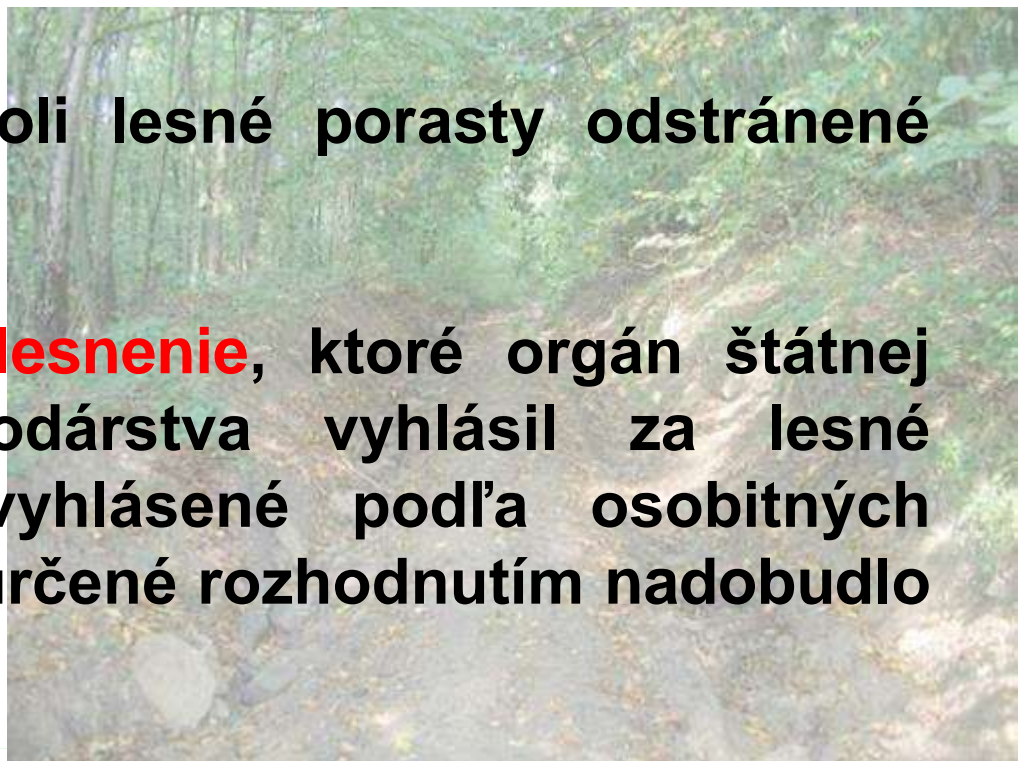 oli lesné porasty odstránené
lesnenie, ktoré orgán štátnej
odárstva vyhlásil za lesné
vyhlásené podľa osobitných
určené rozhodnutím nadobudlo